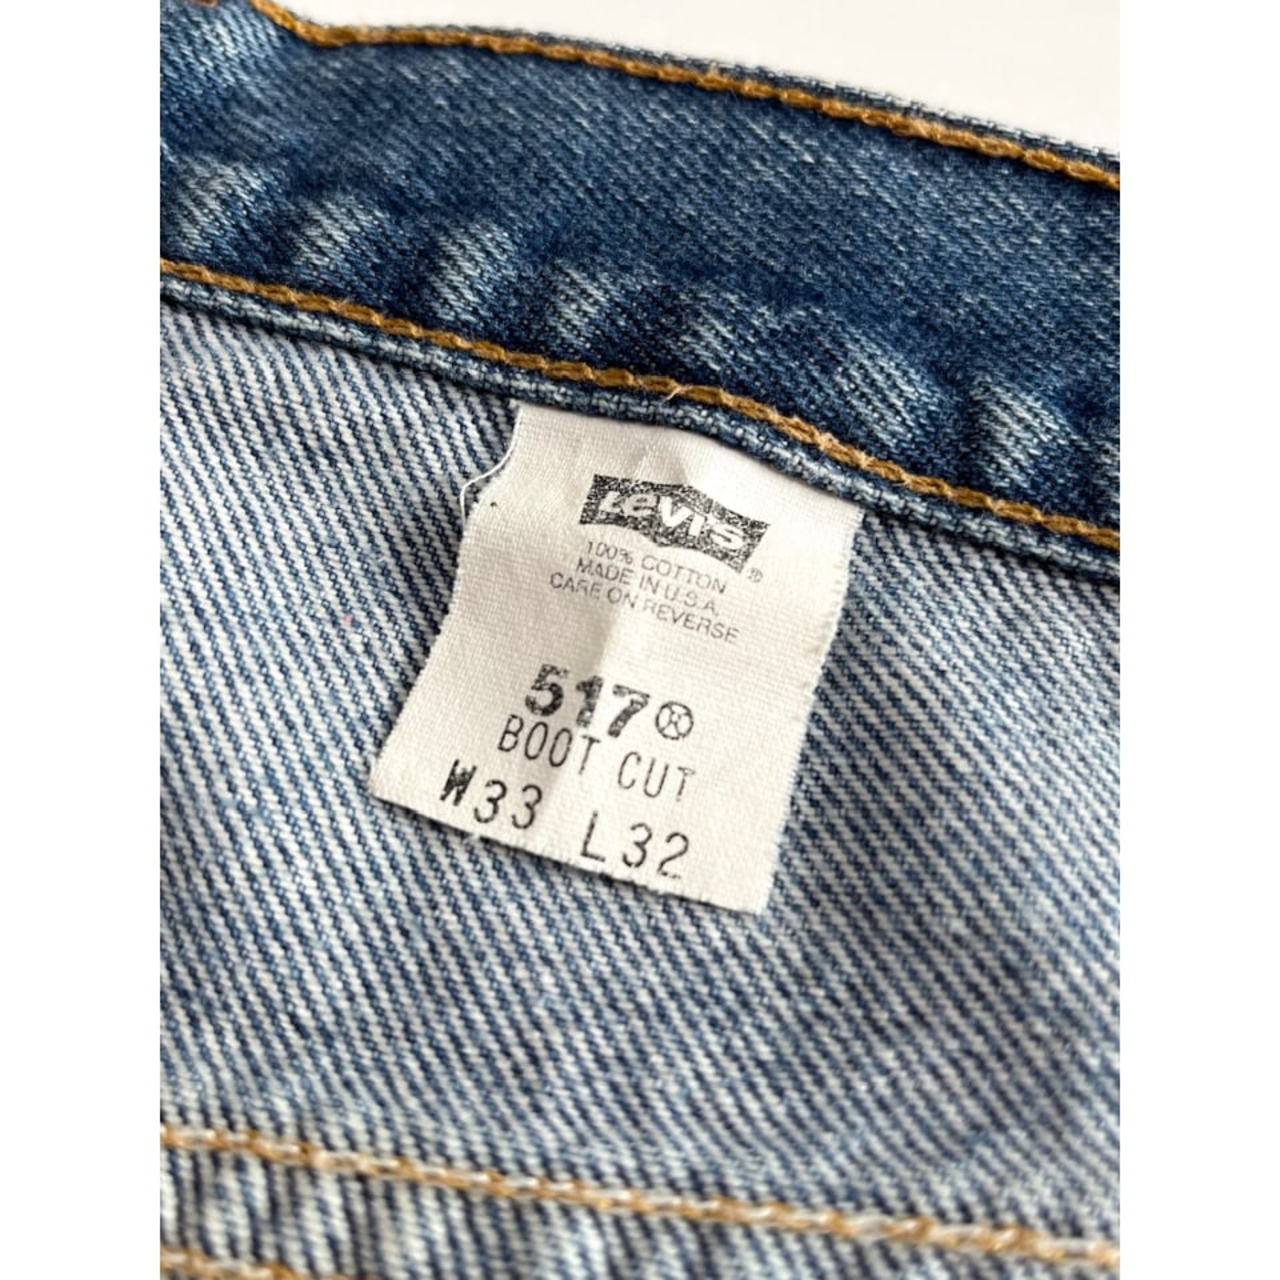 Levi's®
100% COTTON
MADE IN U.S.A.
CARE ON REVERSE
517®
BOOT CUT
W33 L32